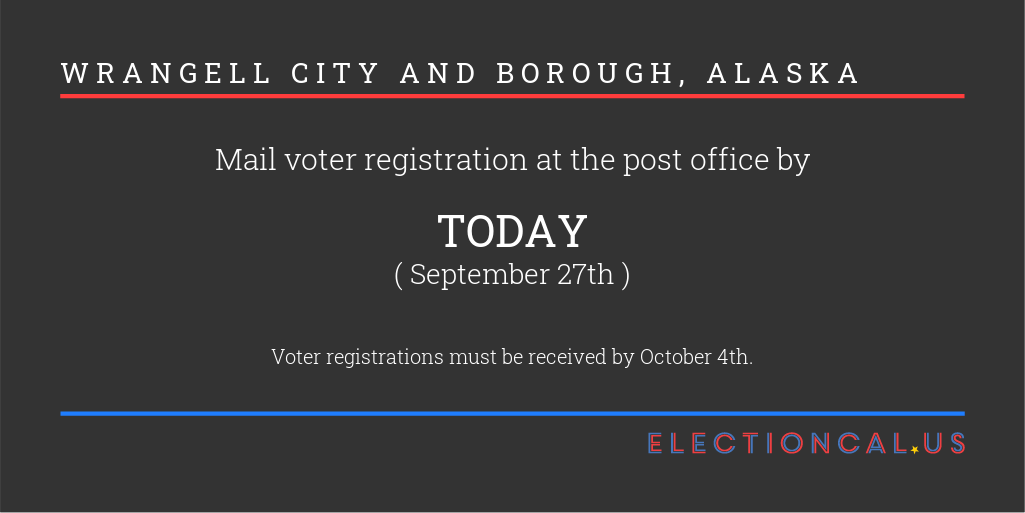 WRANGELL CITY AND BOROUGH, ALASKA
Mail voter registration at the post office by
TODAY
( September 27th )
Voter registrations must be received by October 4th.
ELECTIONCAL.US